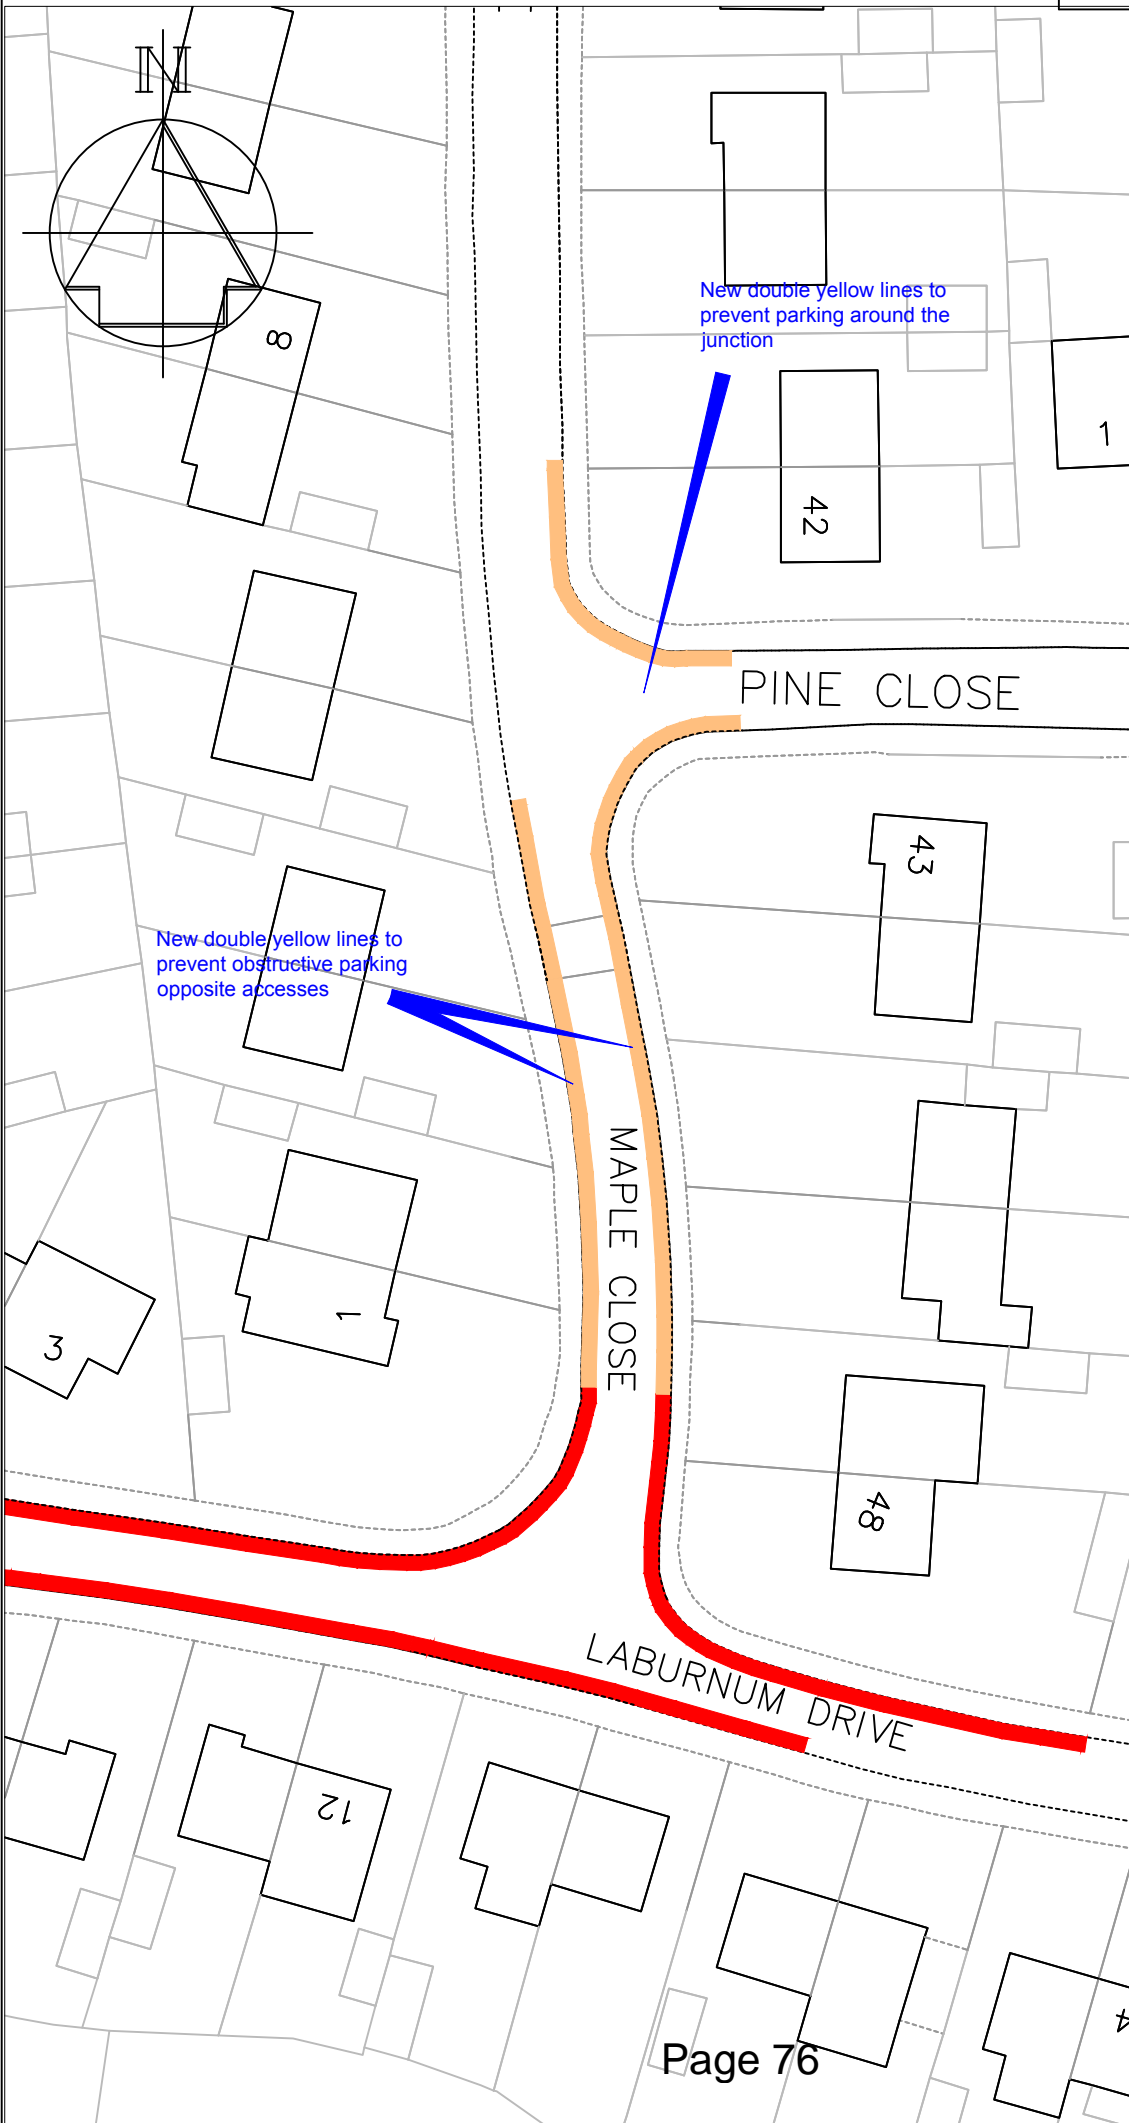 N
8
New double yellow lines to
prevent parking around the
junction
1
42
PINE CLOSE
43
New double yellow lines to
prevent obstructive parking
opposite accesses
MAPLE CLOSE
1
3
48
LABURNUM DRIVE
12
4
Page 76